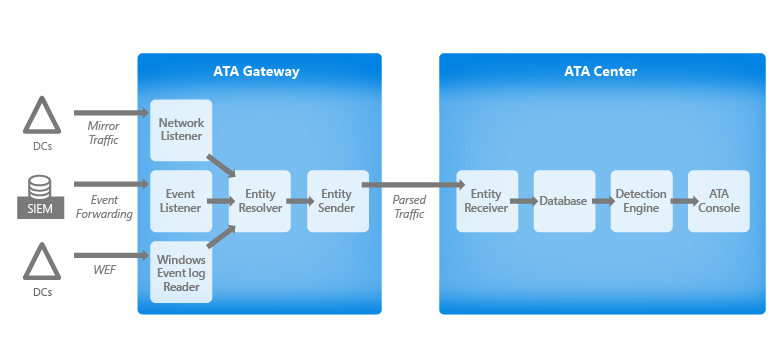 ATA Gateway
ATA Center
DCs
Mirror
Traffic
Network
Listener
SIEM
Event
Forwarding
Event
Listener
Entity
Resolver
Entity
Sender
Parsed
Traffic
Entity
Receiver
Database
Detection
Engine
ATA
Console
DCs
WEF
Windows
Event log
Reader